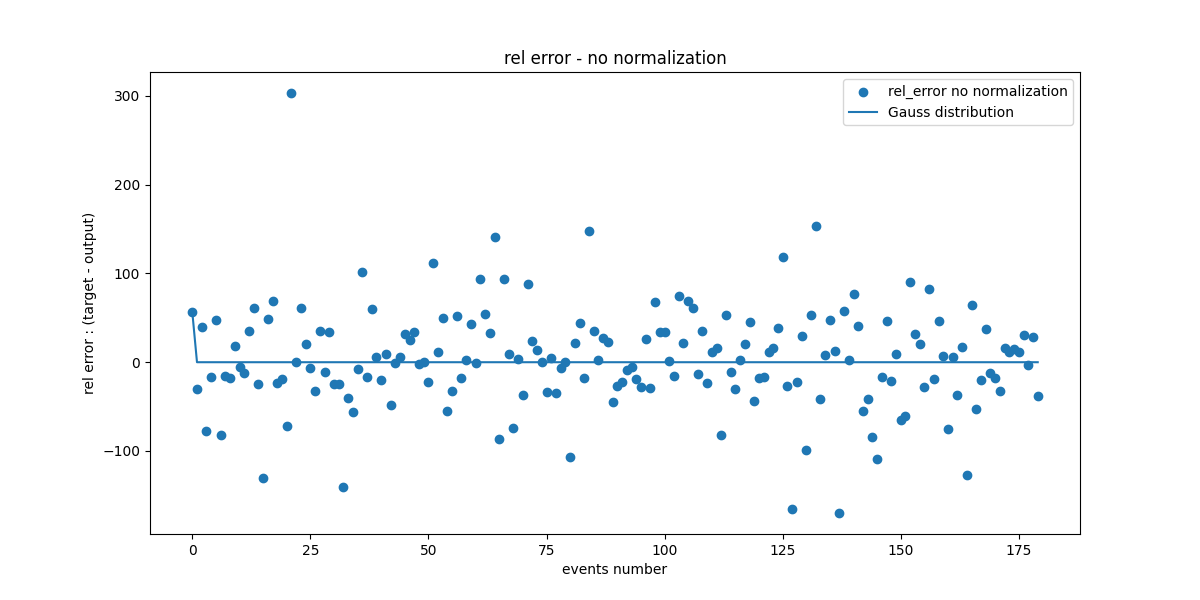 rel error - no normalization
rel_error no normalization
Gauss distribution
rel error : (target - output)
300
200
100
0
−100
0
25
50
75
100
125
150
175
events number